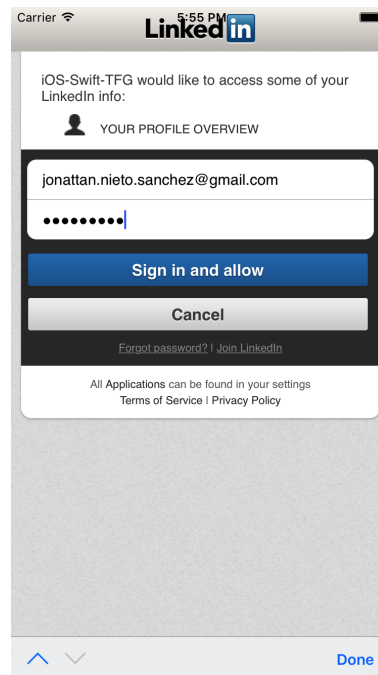 Carrier 5:55 PM
Linked in
iOS-Swift-TFG would like to access some of your
LinkedIn info:
YOUR PROFILE OVERVIEW
jonattan.nieto.sanchez@gmail.com
•••••••••
Sign in and allow
Cancel
Forgot password? | Join LinkedIn
All Applications can be found in your settings
Terms of Service | Privacy Policy
Done